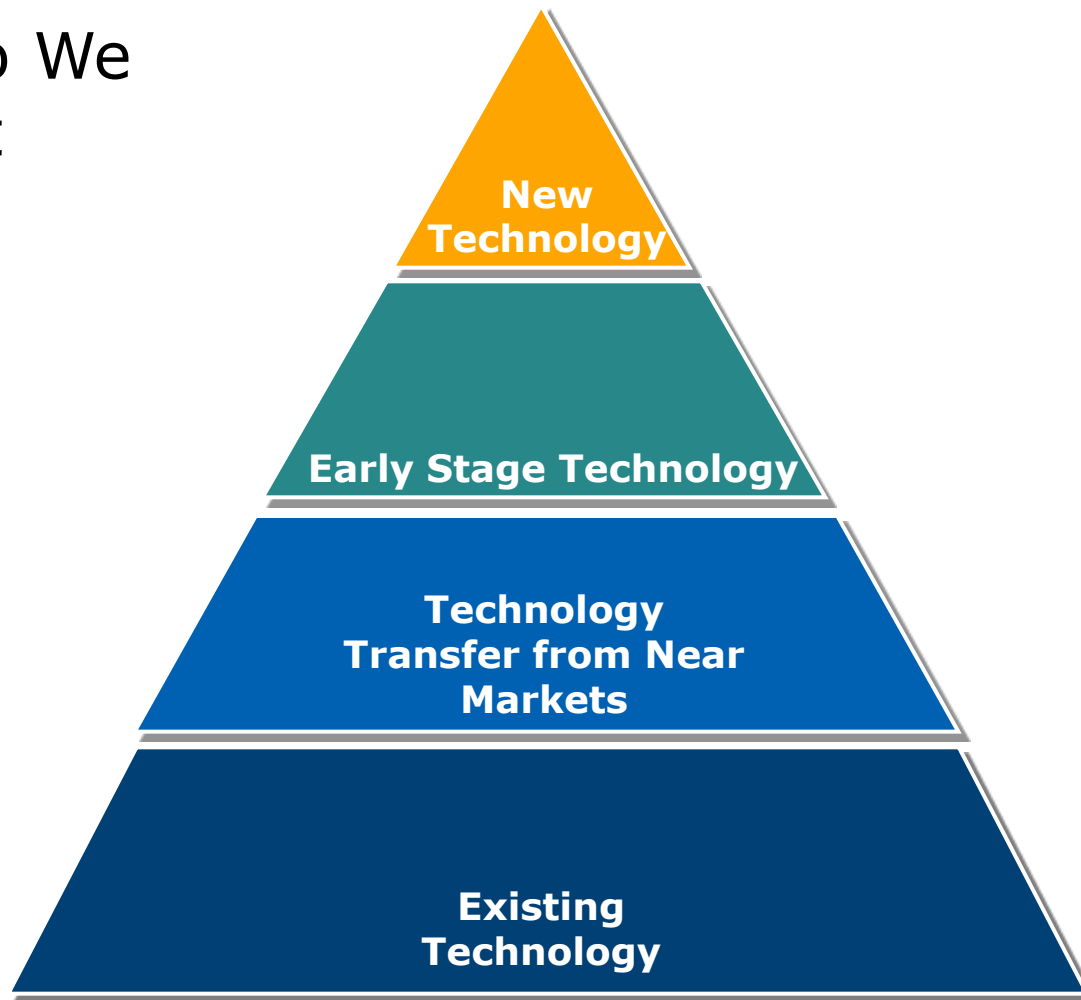 We
New
Technology
Early Stage Technology
Technology
Transfer from Near
Markets
Existing
Technology